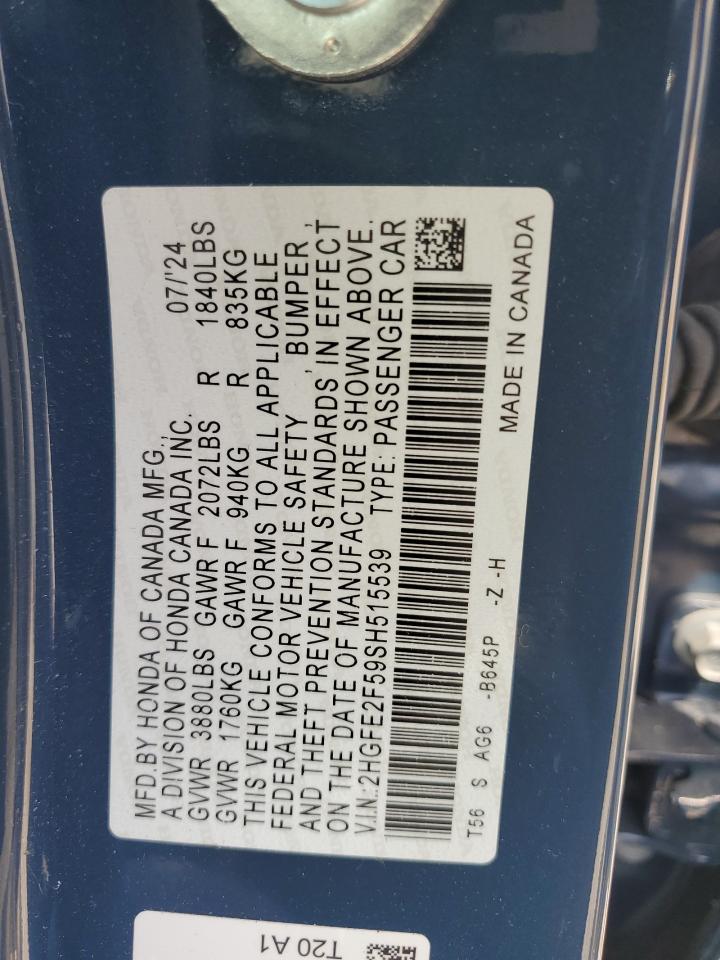 MFD.BY HONDA OF CANADA MFG., 07/'24
A DIVISION OF HONDA CANADA INC.
GVWR 3880LBS GAWR F 2072LBS R 1840LBS
GVWR 1760KG GAWR F 940KG R 835KG
THIS VEHICLE CONFORMS TO ALL APPLICABLE
FEDERAL MOTOR VEHICLE SAFETY , BUMPER ,
AND THEFT PREVENTION STANDARDS IN EFFECT
ON THE DATE OF MANUFACTURE SHOWN ABOVE.
V.I.N.:2HGFE2F59SH515539 TYPE: PASSENGER CAR
T56 S AG6 -B645P -Z -H
MADE IN CANADA
T20 A1